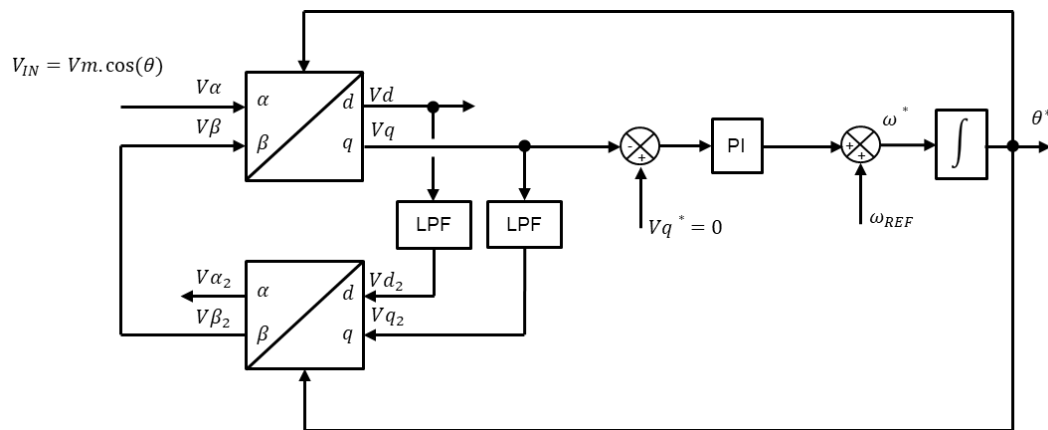 V_IN = Vm.cos(θ)
Vα
α
d
Vd
Vβ
β
q
Vq
-
+
PI
+
+
ω*
∫
θ*
LPF
LPF
Vq* = 0
ω_REF
Vα₂
α
d
Vd₂
Vβ₂
β
q
Vq₂